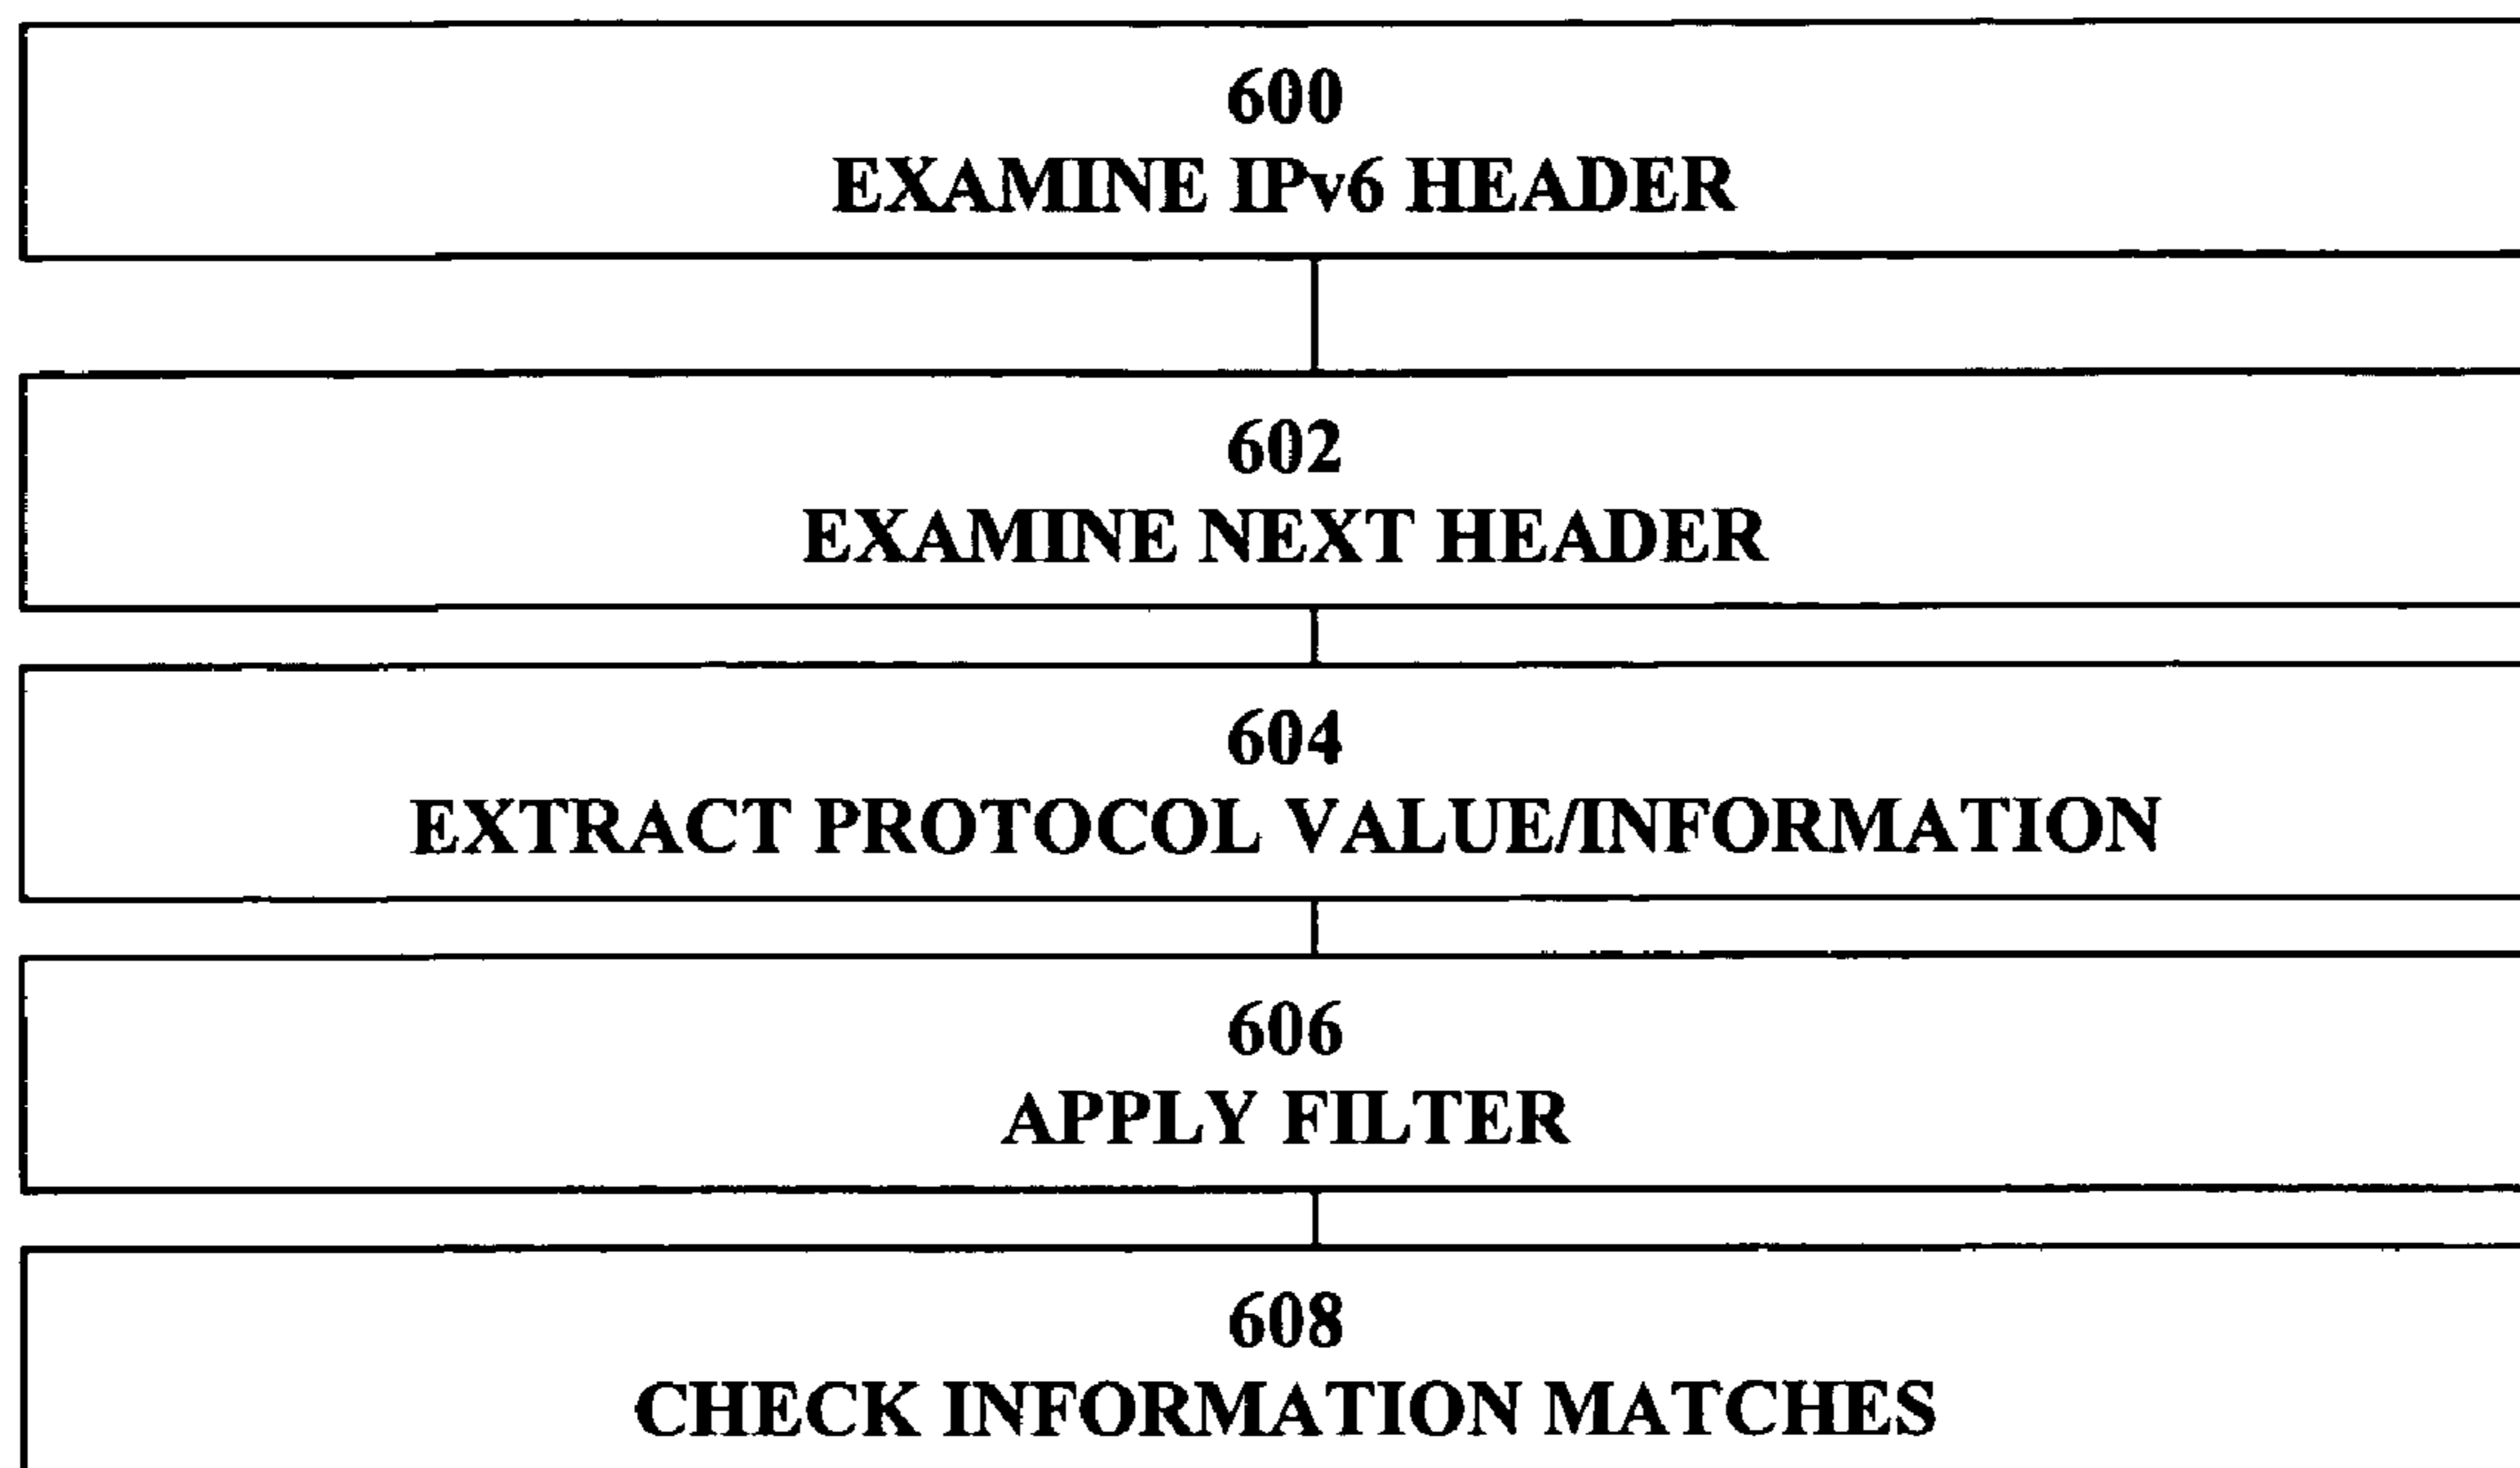 600
EXAMINE IPv6 HEADER
602
EXAMINE NEXT HEADER
604
EXTRACT PROTOCOL VALUE/INFORMATION
606
APPLY FILTER
608
CHECK INFORMATION MATCHES